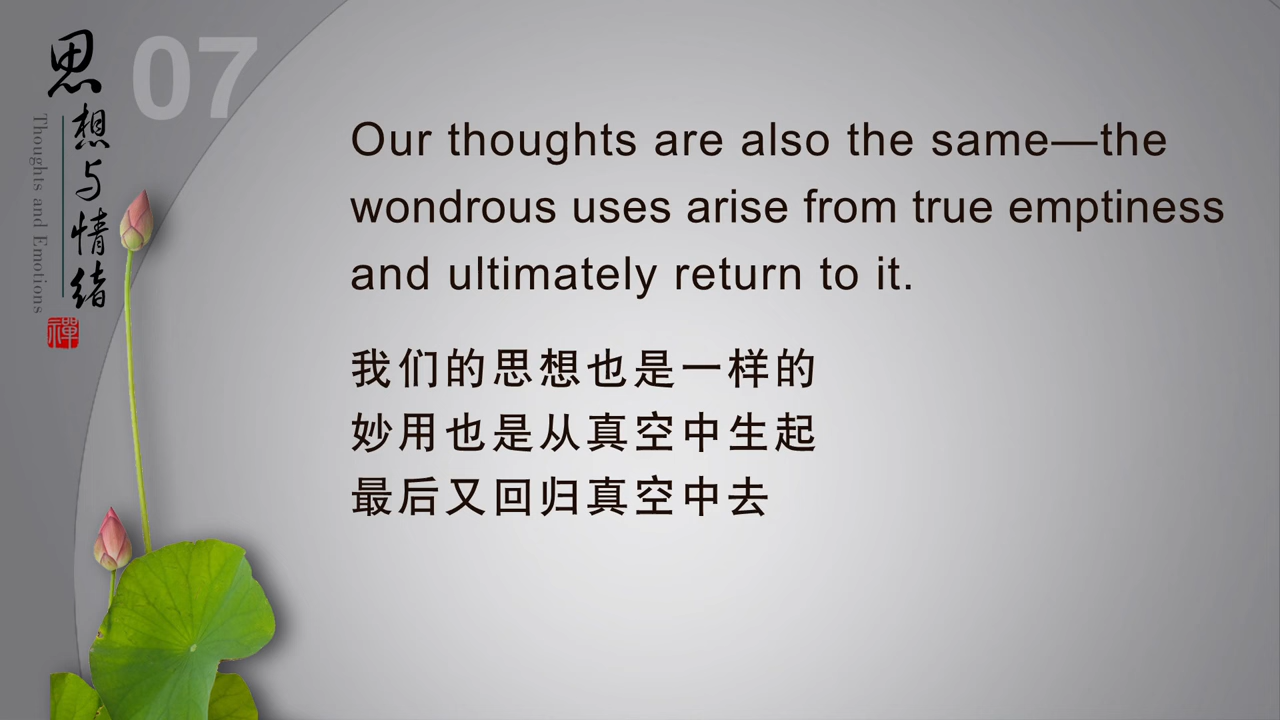 思想与情绪
Thoughts and Emotions
禪
07
Our thoughts are also the same—the
wondrous uses arise from true emptiness
and ultimately return to it.
我们的思想也是一样的
妙用也是从真空中生起
最后又回归真空中去